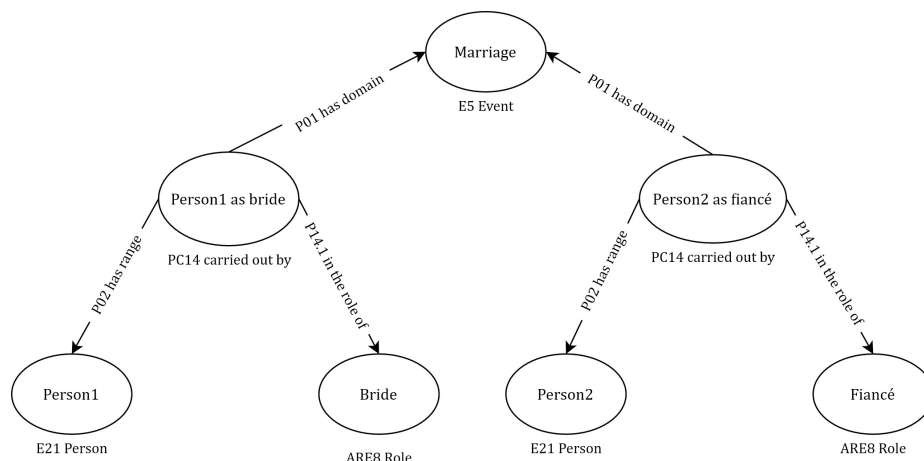 Marriage
E5 Event
P01 has domain
P01 has domain
Person1 as bride
PC14 carried out by
Person2 as fiancé
PC14 carried out by
P02 has range
P14.1 in the role of
P02 has range
P14.1 in the role of
Person1
E21 Person
Bride
ARE8 Role
Person2
E21 Person
Fiancé
ARE8 Role